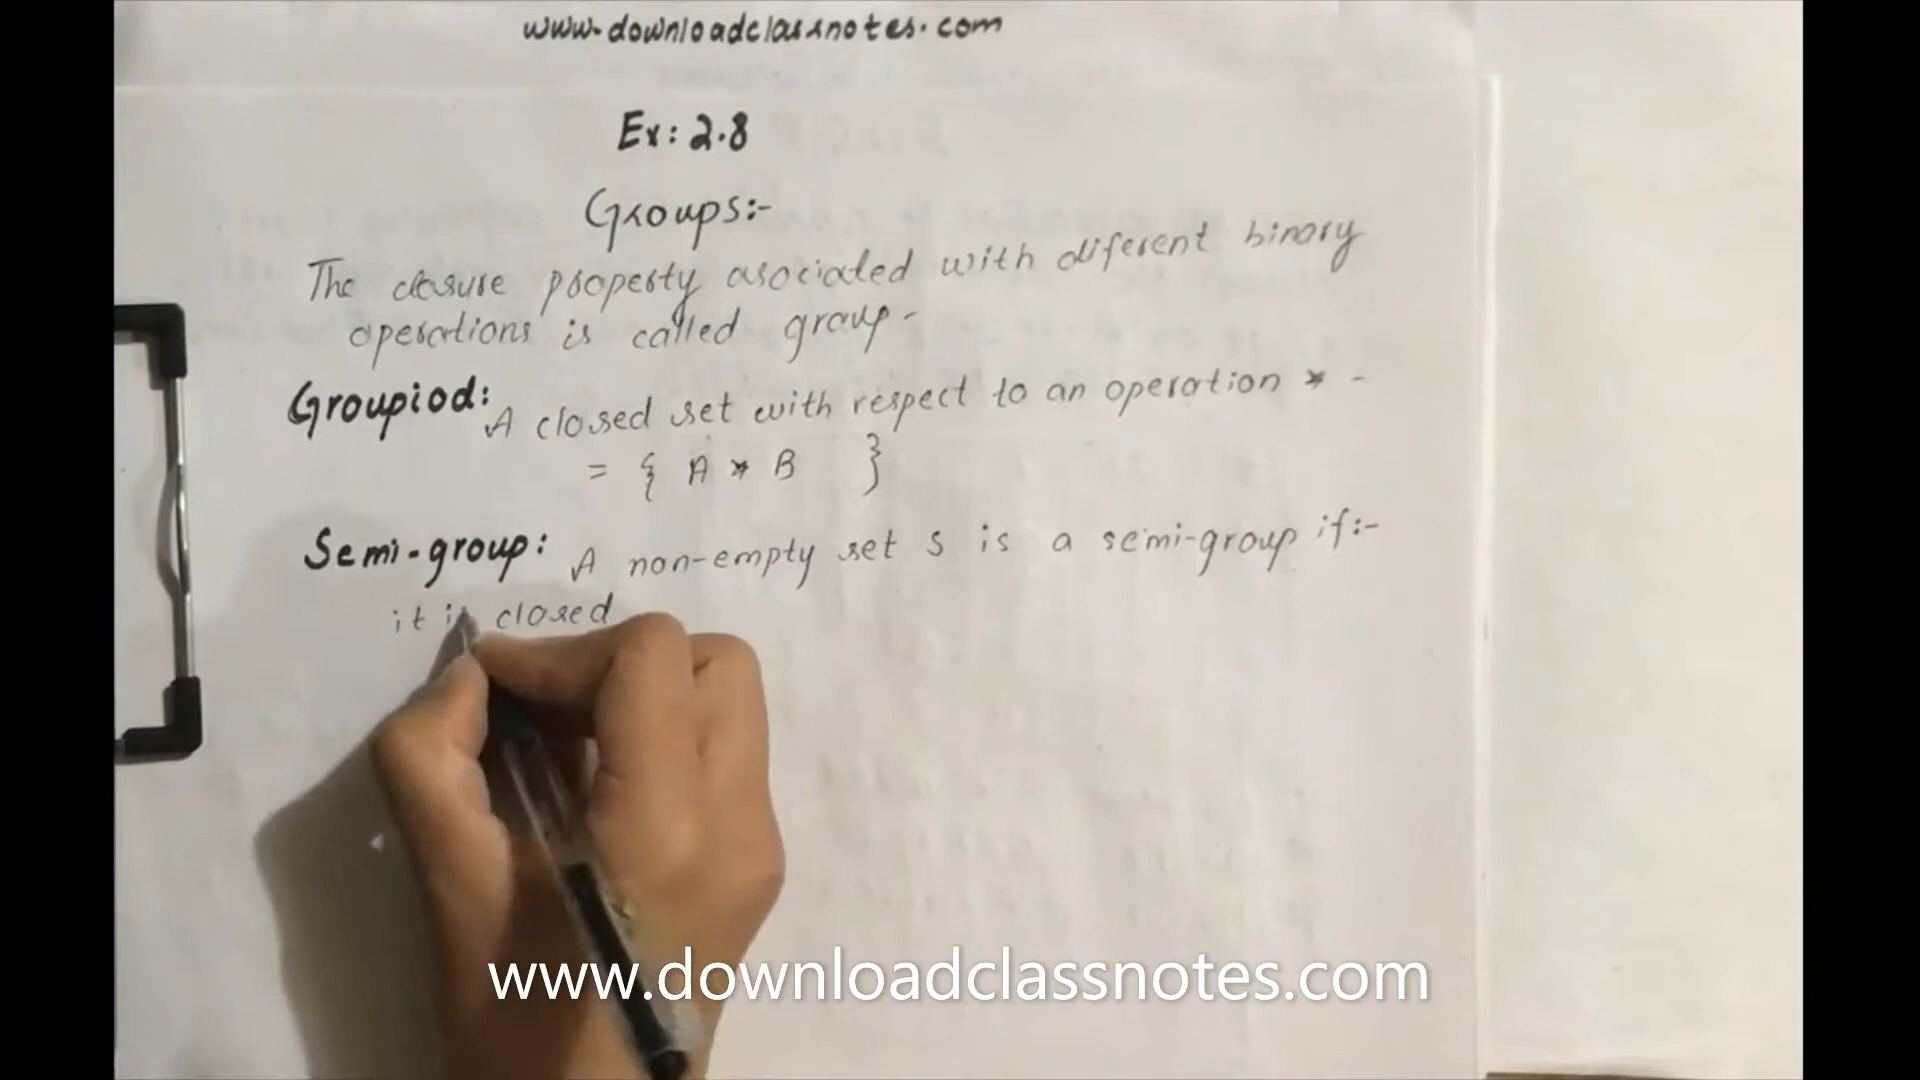 www.downloadclassnotes.com
Ex: 2.8
Groups:-
The closure property asociated with diferent binary
operations is called group-
Groupiod: A closed set with respect to an operation * -
= { A * B }
Semi-group: A non-empty set S is a semi-group if:-
it is closed
www.downloadclassnotes.com